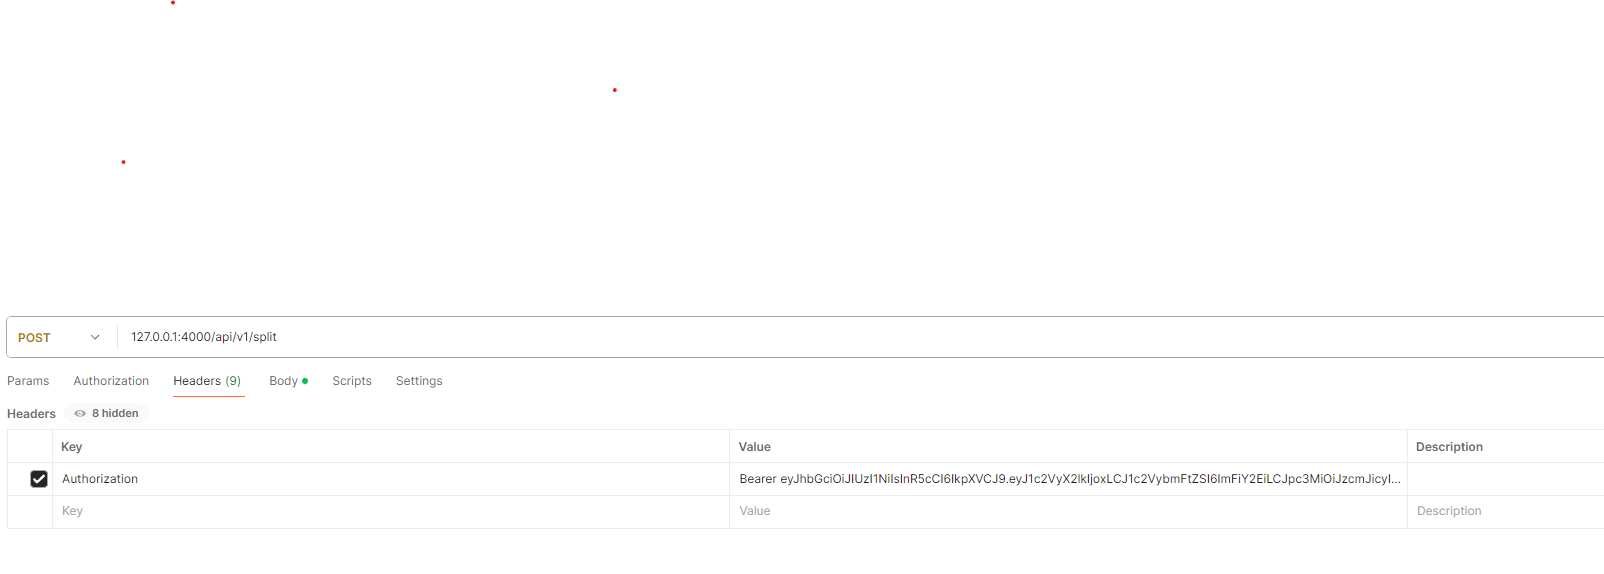 POST 127.0.0.1:4000/api/v1/split
Params Authorization Headers (9) Body Scripts Settings
Headers 8 hidden
Key Value Description
Authorization Bearer eyJhbGciOiJIUzI1NiIsInR5cCI6IkpXVCJ9.eyJ1c2VyX2lkIjoxLCJ1c2VybmFtZSI6ImFiY2EiLCJpc3MiOiJzcmJicyI...
Key Value Description